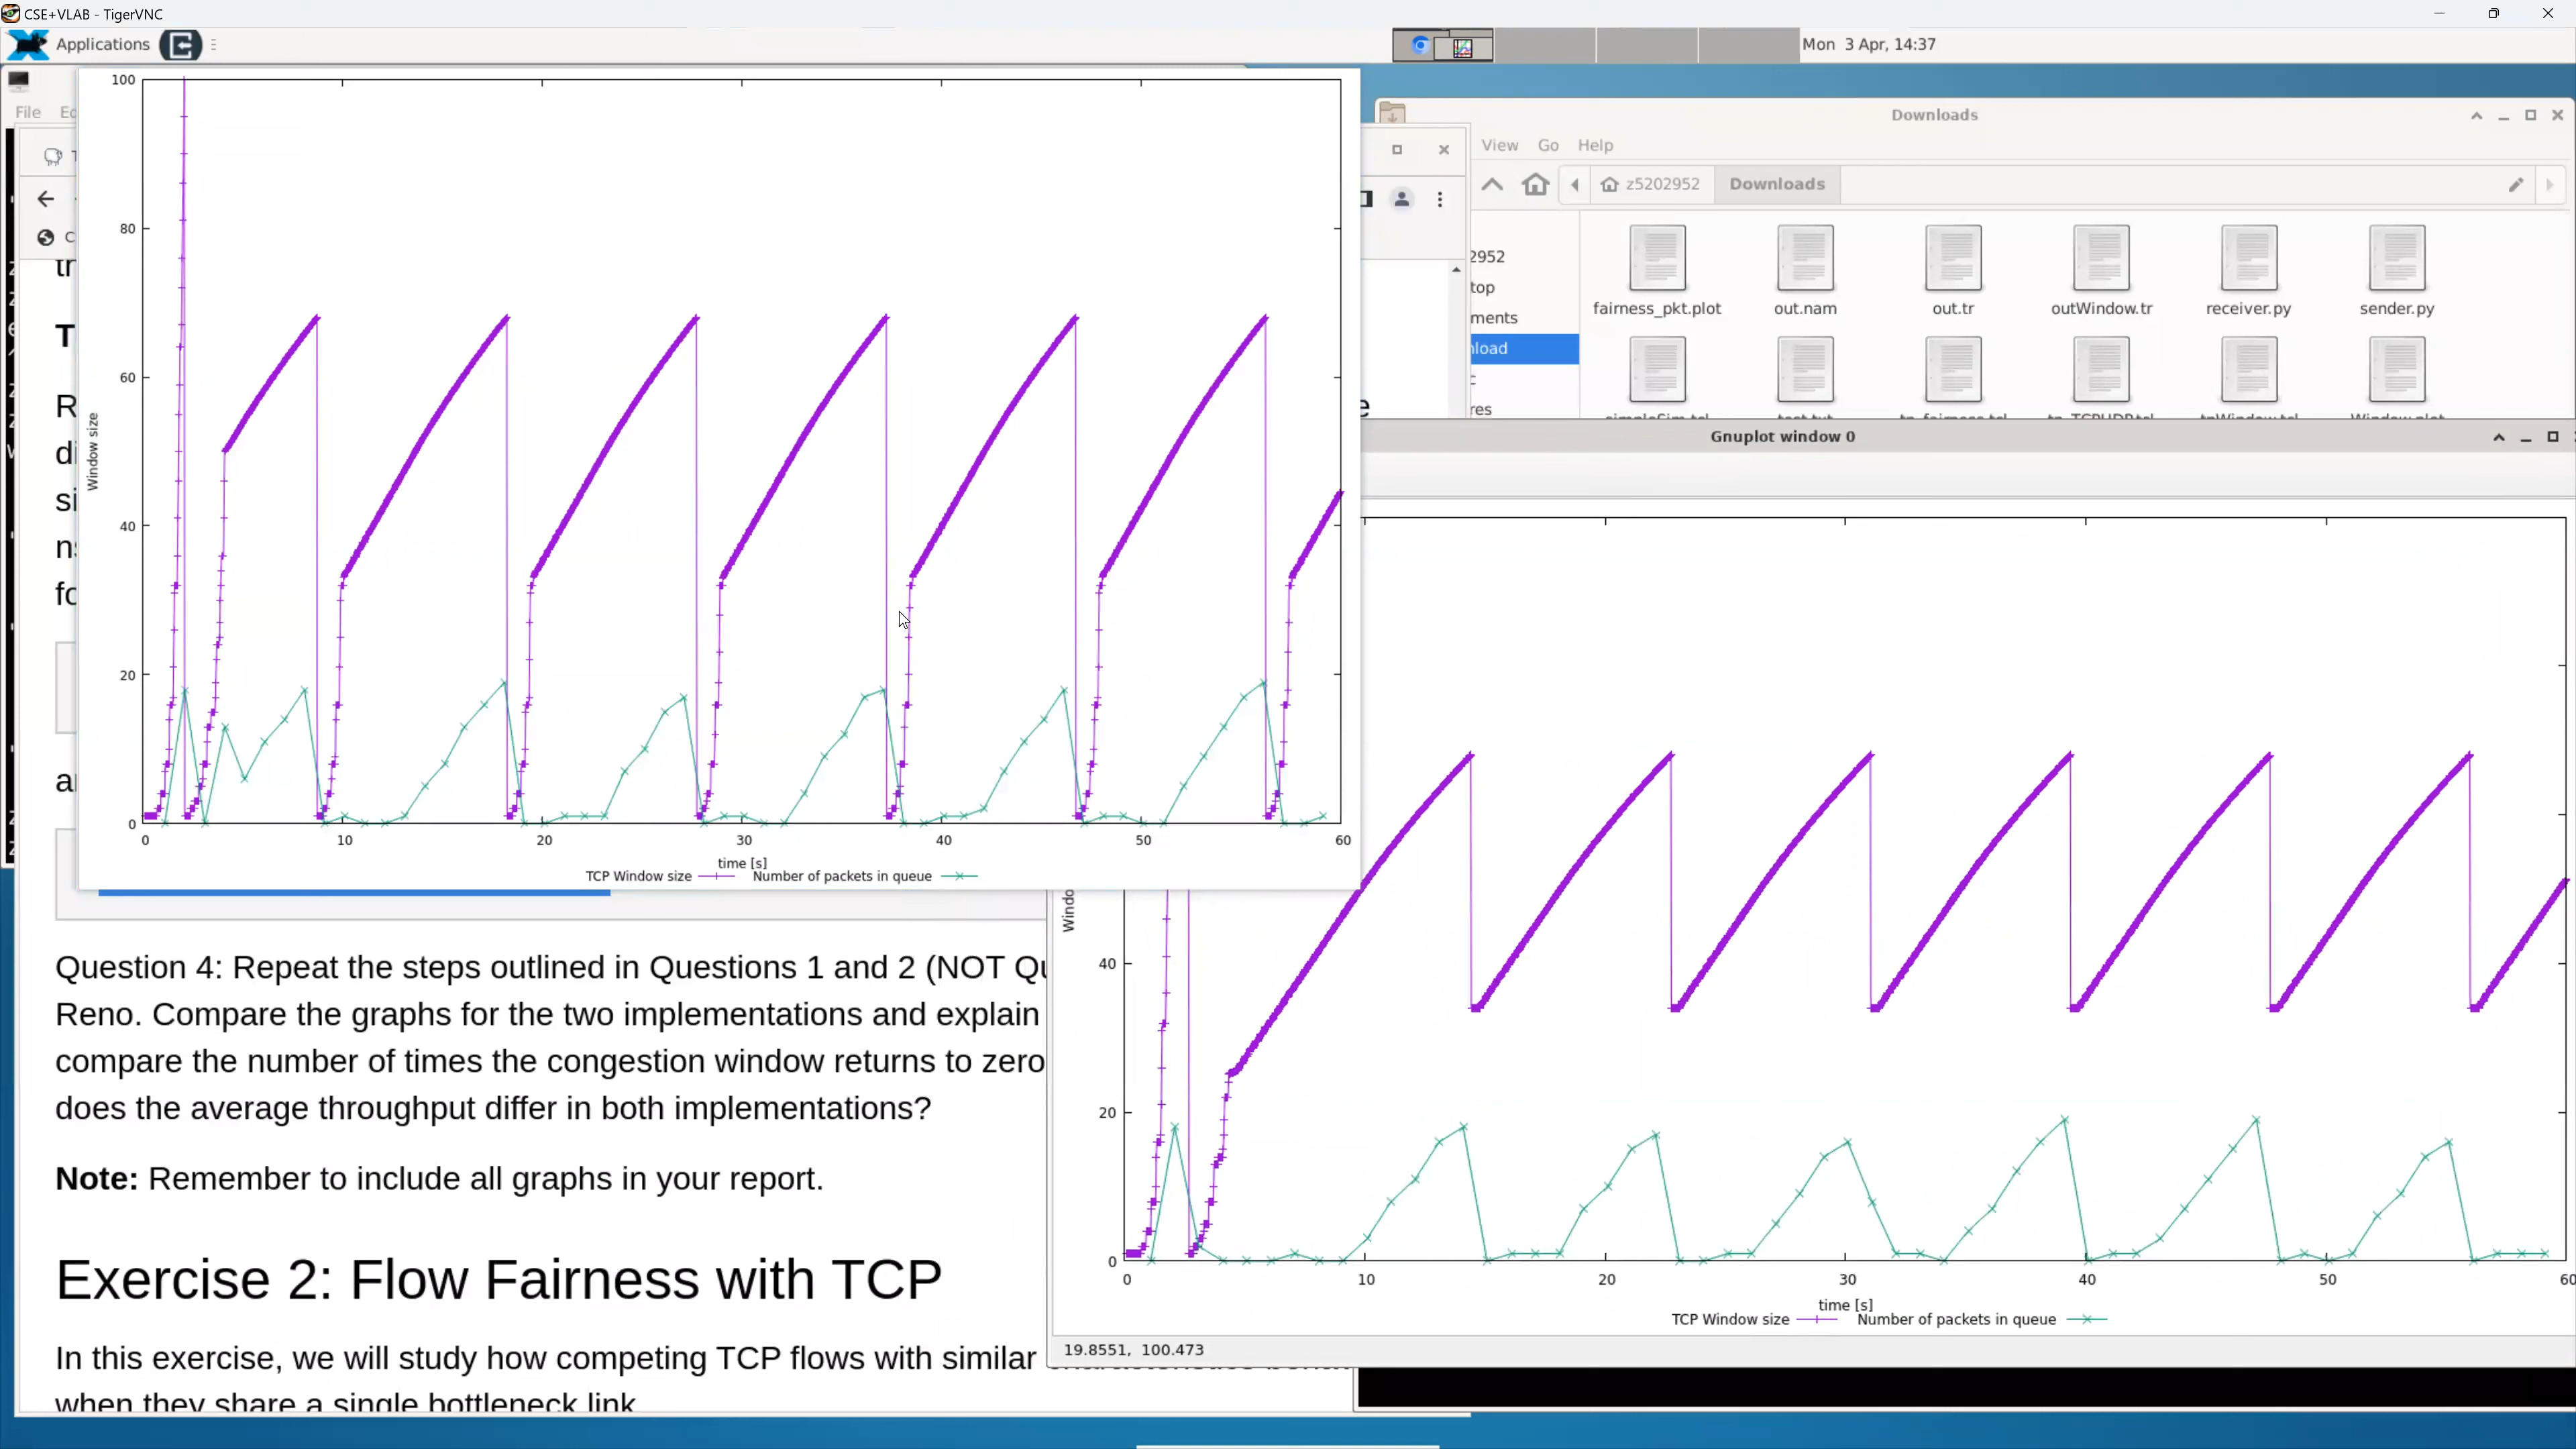 CSE+VLAB - TigerVNC
Applications
Mon 3 Apr, 14:37
File
100
80
60
40
20
0
Window size
0 10 20 30 40 50 60
time [s]
TCP Window size
Number of packets in queue
Downloads
View Go Help
z5202952 Downloads
2952
top
ments
nload
res
fairness_pkt.plot out.nam out.tr outWindow.tr receiver.py sender.py
Gnuplot window 0
40
20
0
0 10 20 30 40 50 60
time [s]
TCP Window size
Number of packets in queue
19.8551, 100.473
Question 4: Repeat the steps outlined in Questions 1 and 2 (NOT Qu
Reno. Compare the graphs for the two implementations and explain
compare the number of times the congestion window returns to zero
does the average throughput differ in both implementations?
Note: Remember to include all graphs in your report.
Exercise 2: Flow Fairness with TCP
In this exercise, we will study how competing TCP flows with similar
when they share a single bottleneck link